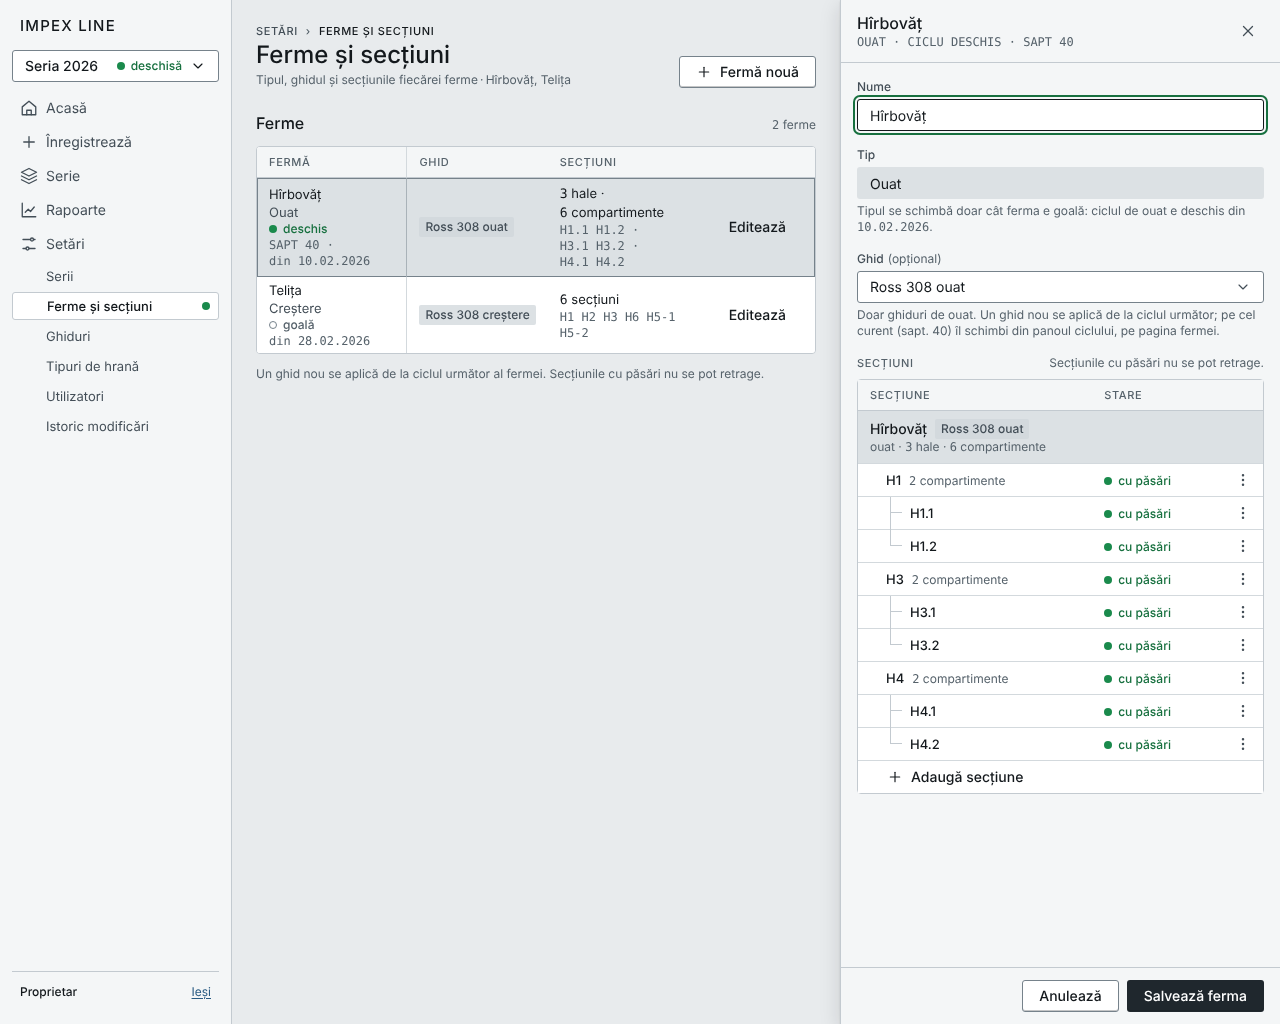 IMPEX LINE
Seria 2026 deschisă
Acasă
Înregistrează
Serie
Rapoarte
Setări
Serii
Ferme și secțiuni
Ghiduri
Tipuri de hrană
Utilizatori
Istoric modificări
Proprietar Ieși
SETĂRI › FERME ȘI SECȚIUNI
Ferme și secțiuni
Tipul, ghidul și secțiunile fiecărei ferme · Hîrbovăț, Telița
Fermă nouă
Ferme
2 ferme
FERMĂ GHID SECȚIUNI
Hîrbovăț
Ouat
deschis
SAPT 40 ·
din 10.02.2026
Ross 308 ouat
3 hale ·
6 compartimente
H1.1 H1.2 ·
H3.1 H3.2 ·
H4.1 H4.2
Editează
Telița
Creștere
goală
din 28.02.2026
Ross 308 creștere
6 secțiuni
H1 H2 H3 H6 H5-1
H5-2
Editează
Un ghid nou se aplică de la ciclul următor al fermei. Secțiunile cu păsări nu se pot retrage.
Hîrbovăț
OUAT · CICLU DESCHIS · SAPT 40
Nume
Hîrbovăț
Tip
Ouat
Tipul se schimbă doar cât ferma e goală: ciclul de ouat e deschis din
10.02.2026.
Ghid (opțional)
Ross 308 ouat
Doar ghiduri de ouat. Un ghid nou se aplică de la ciclul următor; pe cel
curent (sapt. 40) îl schimbi din panoul ciclului, pe pagina fermei.
SECȚIUNI Secțiunile cu păsări nu se pot retrage.
SECȚIUNE STARE
Hîrbovăț Ross 308 ouat
ouat · 3 hale · 6 compartimente
H1 2 compartimente cu păsări
H1.1 cu păsări
H1.2 cu păsări
H3 2 compartimente cu păsări
H3.1 cu păsări
H3.2 cu păsări
H4 2 compartimente cu păsări
H4.1 cu păsări
H4.2 cu păsări
Adaugă secțiune
Anulează Salvează ferma